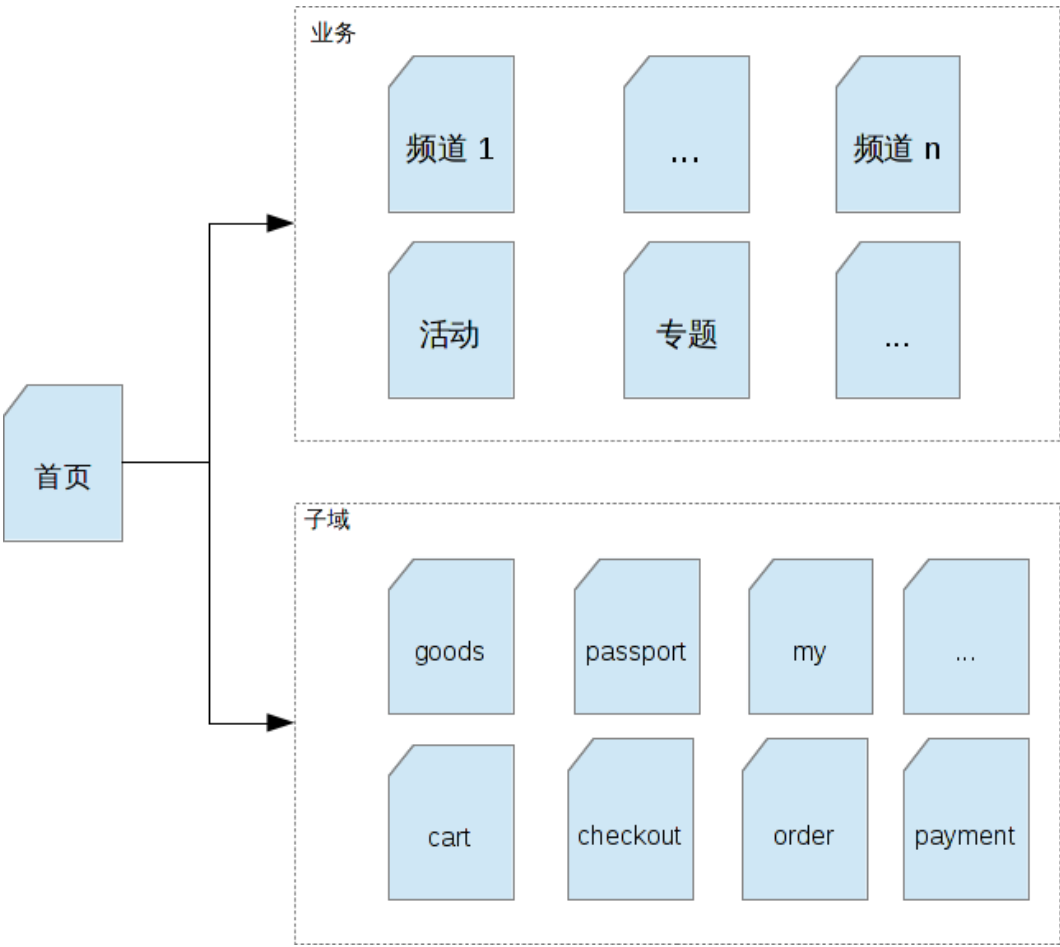 业务
频道 1
...
频道 n
活动
专题
...
首页
子域
goods
passport
my
...
cart
checkout
order
payment